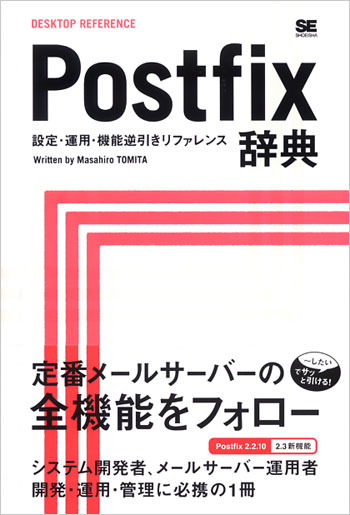 DESKTOP REFERENCE
SE
SHOEISHA
Postfix
設定・運用・機能逆引きリファレンス
辞典
Written by Masahiro TOMITA
定番メールサーバーの
〜したい
でサッ
と引ける!
全機能をフォロー
Postfix 2.2.10 2.3新機能
システム開発者、メールサーバー運用者
開発・運用・管理に必携の1冊